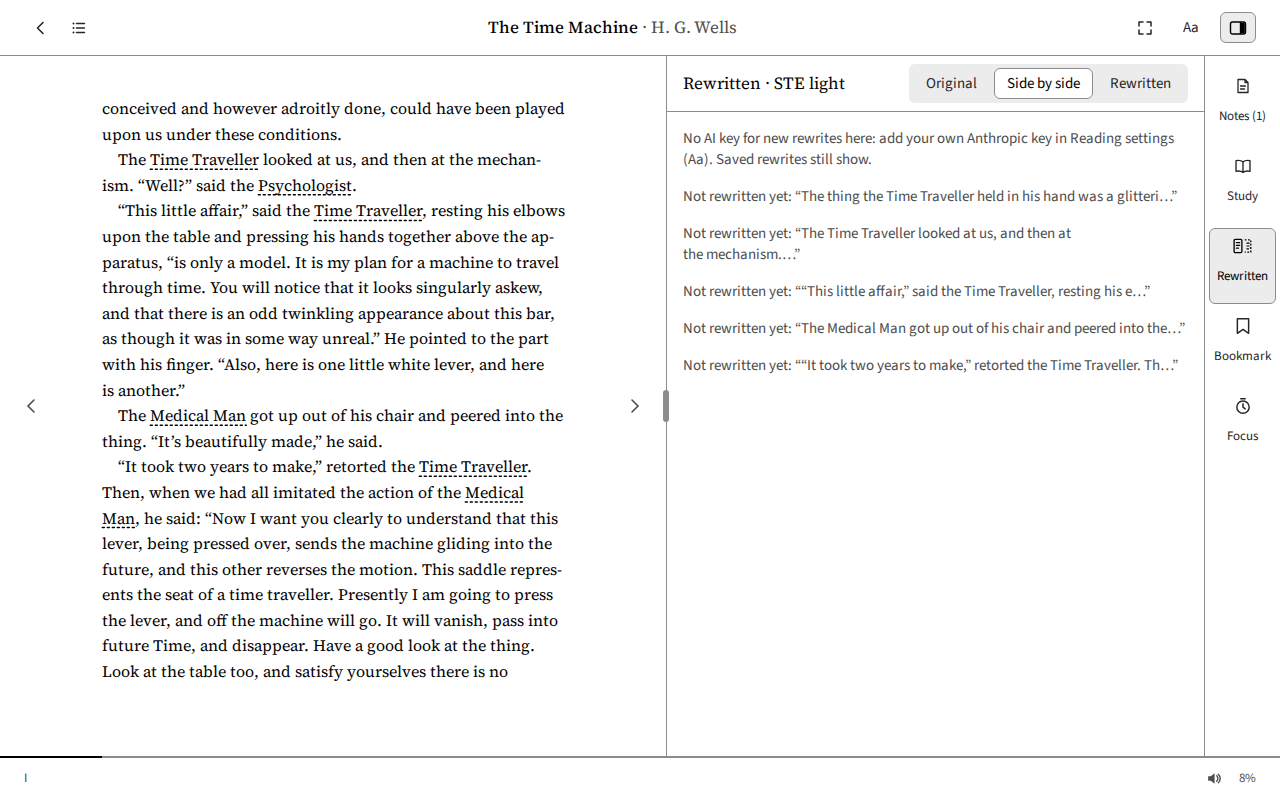 The Time Machine · H. G. Wells
Aa
conceived and however adroitly done, could have been played
upon us under these conditions.
The Time Traveller looked at us, and then at the mechan-
ism. “Well?” said the Psychologist.
“This little affair,” said the Time Traveller, resting his elbows
upon the table and pressing his hands together above the ap-
paratus, “is only a model. It is my plan for a machine to travel
through time. You will notice that it looks singularly askew,
and that there is an odd twinkling appearance about this bar,
as though it was in some way unreal.” He pointed to the part
with his finger. “Also, here is one little white lever, and here
is another.”
The Medical Man got up out of his chair and peered into the
thing. “It’s beautifully made,” he said.
“It took two years to make,” retorted the Time Traveller.
Then, when we had all imitated the action of the Medical
Man, he said: “Now I want you clearly to understand that this
lever, being pressed over, sends the machine gliding into the
future, and this other reverses the motion. This saddle repres-
ents the seat of a time traveller. Presently I am going to press
the lever, and off the machine will go. It will vanish, pass into
future Time, and disappear. Have a good look at the thing.
Look at the table too, and satisfy yourselves there is no
Rewritten · STE light
Original
Side by side
Rewritten
No AI key for new rewrites here: add your own Anthropic key in Reading settings
(Aa). Saved rewrites still show.
Not rewritten yet: “The thing the Time Traveller held in his hand was a glitteri…”
Not rewritten yet: “The Time Traveller looked at us, and then at
the mechanism.…”
Not rewritten yet: ““This little affair,” said the Time Traveller, resting his e…”
Not rewritten yet: “The Medical Man got up out of his chair and peered into the…”
Not rewritten yet: ““It took two years to make,” retorted the Time Traveller. Th…”
Notes (1)
Study
Rewritten
Bookmark
Focus
I
8%